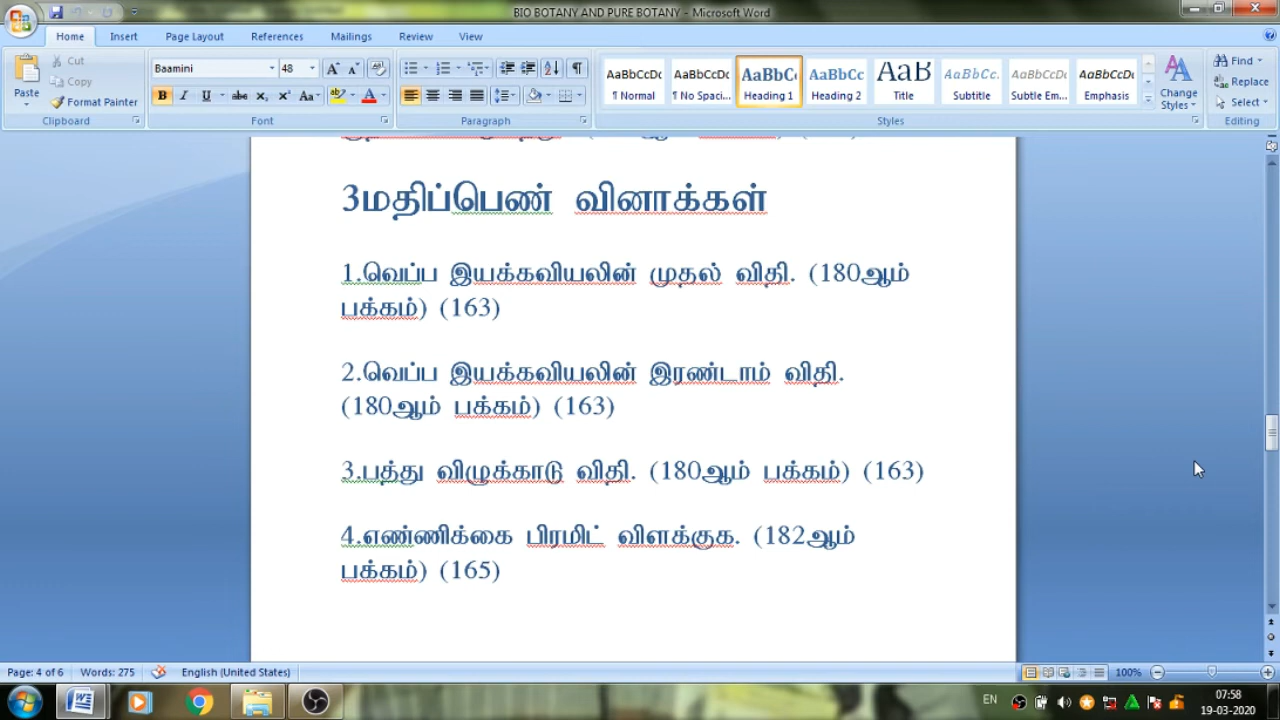 BIO BOTANY AND PURE BOTANY - Microsoft Word
Home Insert Page Layout References Mailings Review View
Paste Cut Copy Format Painter
Baamini 48
AaBbCcDc AaBbCcDc AaBbC AaBbCc AaB AaBbCc. AaBbCcDc AaBbCcDc
¶ Normal ¶ No Spaci... Heading 1 Heading 2 Title Subtitle Subtle Em... Emphasis
Change Styles
Find Replace Select
Clipboard Font Paragraph Styles Editing
3மதிப்பெண் வினாக்கள்
1.வெப்ப இயக்கவியலின் முதல் விதி. (180ஆம்
பக்கம்) (163)
2.வெப்ப இயக்கவியலின் இரண்டாம் விதி.
(180ஆம் பக்கம்) (163)
3.பத்து விழுக்காடு விதி. (180ஆம் பக்கம்) (163)
4.எண்ணிக்கை பிரமிட் விளக்குக. (182ஆம்
பக்கம்) (165)
Page: 4 of 6 Words: 275 English (United States) 100%
EN 07:58
19-03-2020